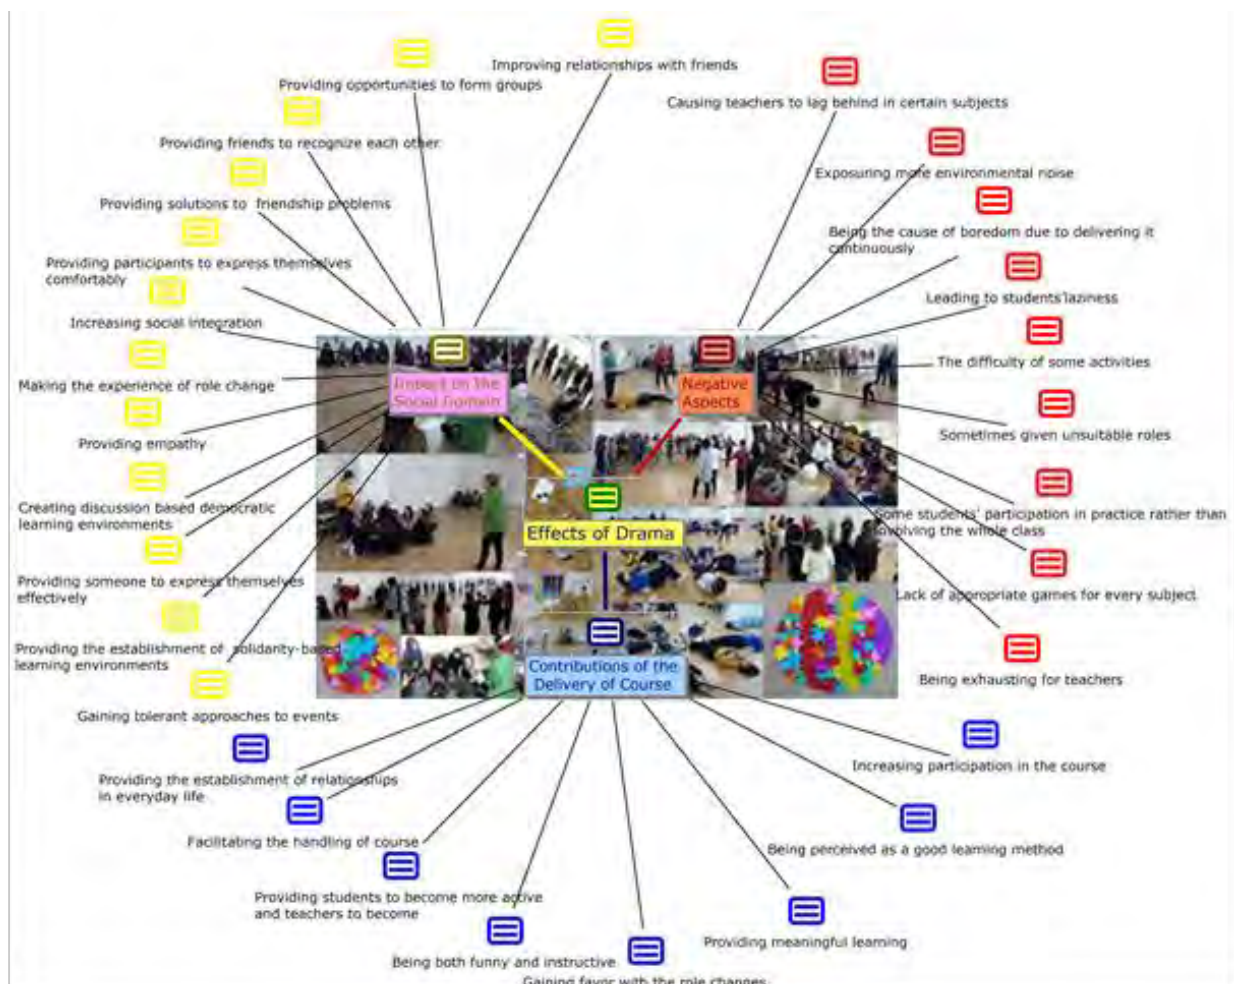 Improving relationships with friends
Providing opportunities to form groups
Providing friends to recognize each other
Providing solutions to friendship problems
Providing participants to express themselves
comfortably
Increasing social integration
Making the experience of role change
Providing empathy
Creating discussion based democratic
learning environments
Providing someone to express themselves
effectively
Providing the establishment of solidarity-based
learning environments
Gaining tolerant approaches to events
Causing teachers to lag behind in certain subjects
Exposuring more environmental noise
Being the cause of boredom due to delivering it
continuously
Leading to students'laziness
The difficulty of some activities
Sometimes given unsuitable roles
Some students' participation in practice rather than
involving the whole class
Lack of appropriate games for every subject
Being exhausting for teachers
Impact on the
Social Domain
Negative
Aspects
Effects of Drama
Contributions of the
Delivery of Course
Providing the establishment of relationships
in everyday life
Facilitating the handling of course
Providing students to become more active
and teachers to become
Being both funny and instructive
Gaining favor with the role changes
Providing meaningful learning
Being perceived as a good learning method
Increasing participation in the course